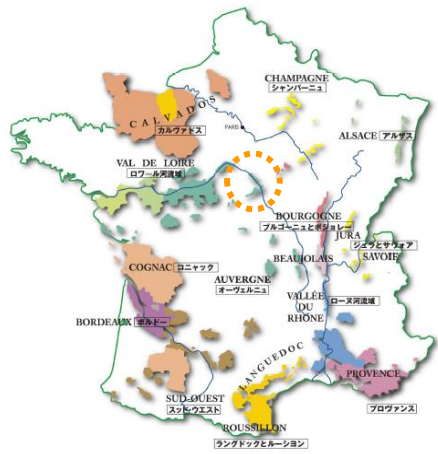 CHAMPAGNE
シャンパーニュ
CALVADOS
カルヴァドス
PARIS
ALSACE アルザス
VAL DE LOIRE
ロワール河流域
BOURGOGNE
ブルゴーニュとボジョレー
JURA
ジュラとサヴォア
SAVOIE
BEAUJOLAIS
COGNAC コニャック
AUVERGNE
オーヴェルニュ
VALLÉE
DU
RHÔNE
ローヌ河流域
BORDEAUX ボルドー
LANGUEDOC
PROVENCE
プロヴァンス
SUD-OUEST
スッド・ウエスト
ROUSSILLON
ラングドックとルーション